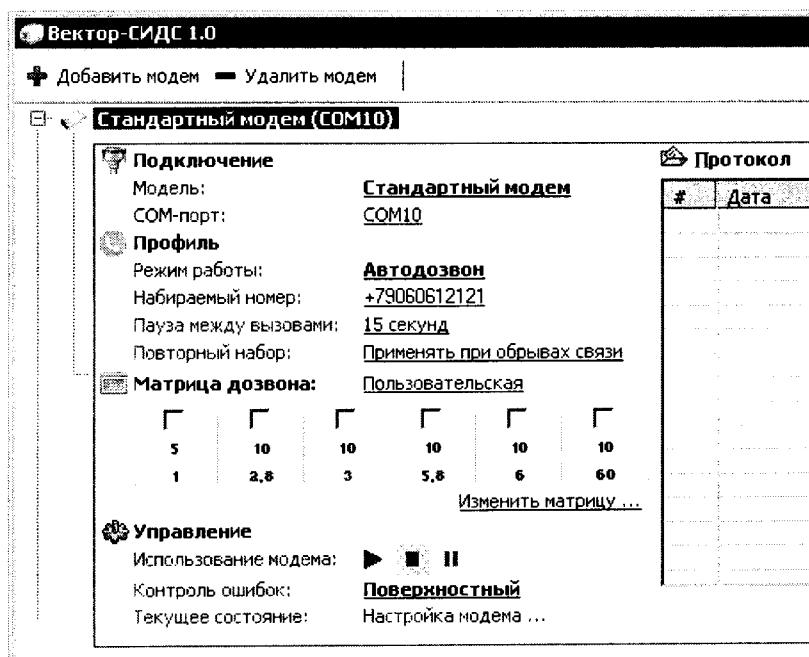 Вектор-СИДС 1.0
Добавить модем Удалить модем
Стандартный модем (COM10)
Подключение
Модель: Стандартный модем
COM-порт: COM10
Профиль
Режим работы: Автодозвон
Набираемый номер: +79060612121
Пауза между вызовами: 15 секунд
Повторный набор: Применять при обрывах связи
Матрица дозвона: Пользовательская
5 10 10 10 10 10
1 2,8 3 5,8 6 60
Изменить матрицу ...
Управление
Использование модема:
Контроль ошибок: Поверхностный
Текущее состояние: Настройка модема ...
Протокол
# Дата